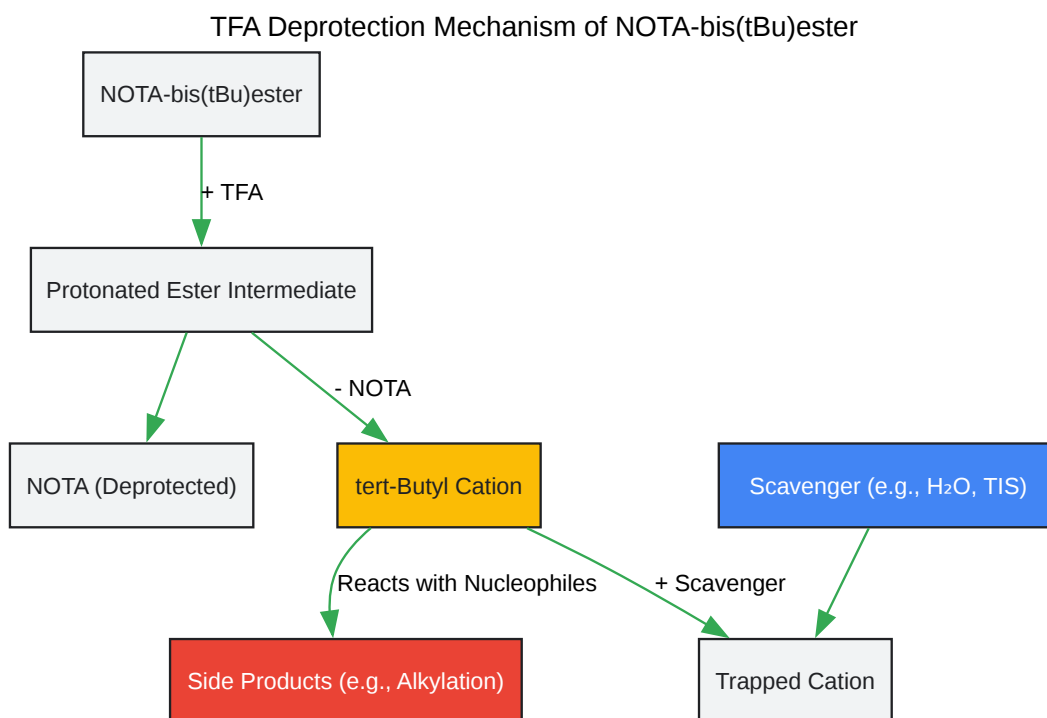 TFA Deprotection Mechanism of NOTA-bis(tBu)ester
NOTA-bis(tBu)ester
+ TFA
Protonated Ester Intermediate
- NOTA
NOTA (Deprotected)
tert-Butyl Cation
Scavenger (e.g., H₂O, TIS)
Reacts with Nucleophiles
+ Scavenger
Side Products (e.g., Alkylation)
Trapped Cation